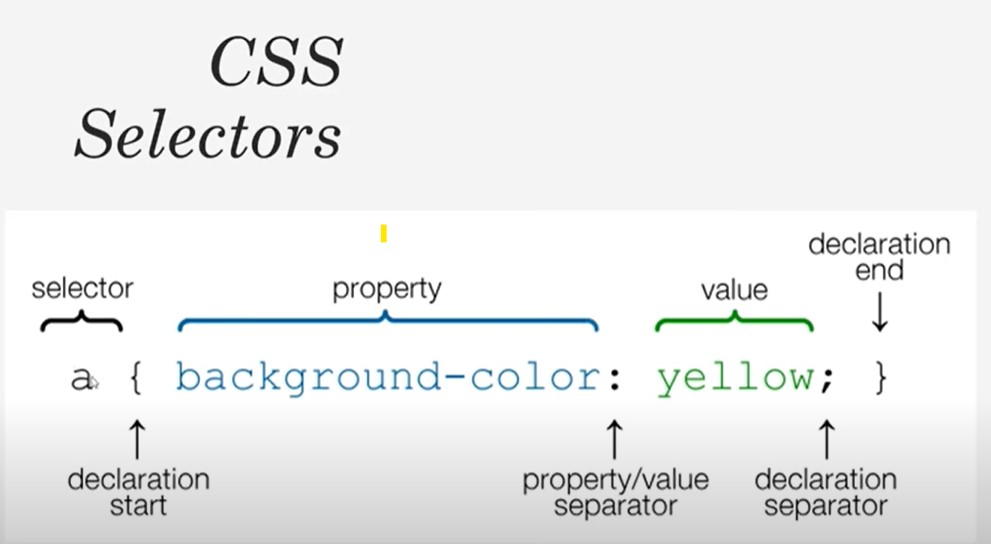 CSS
Selectors
declaration
end
selector
property
value
a { background-color: yellow; }
declaration
start
property/value
separator
declaration
separator